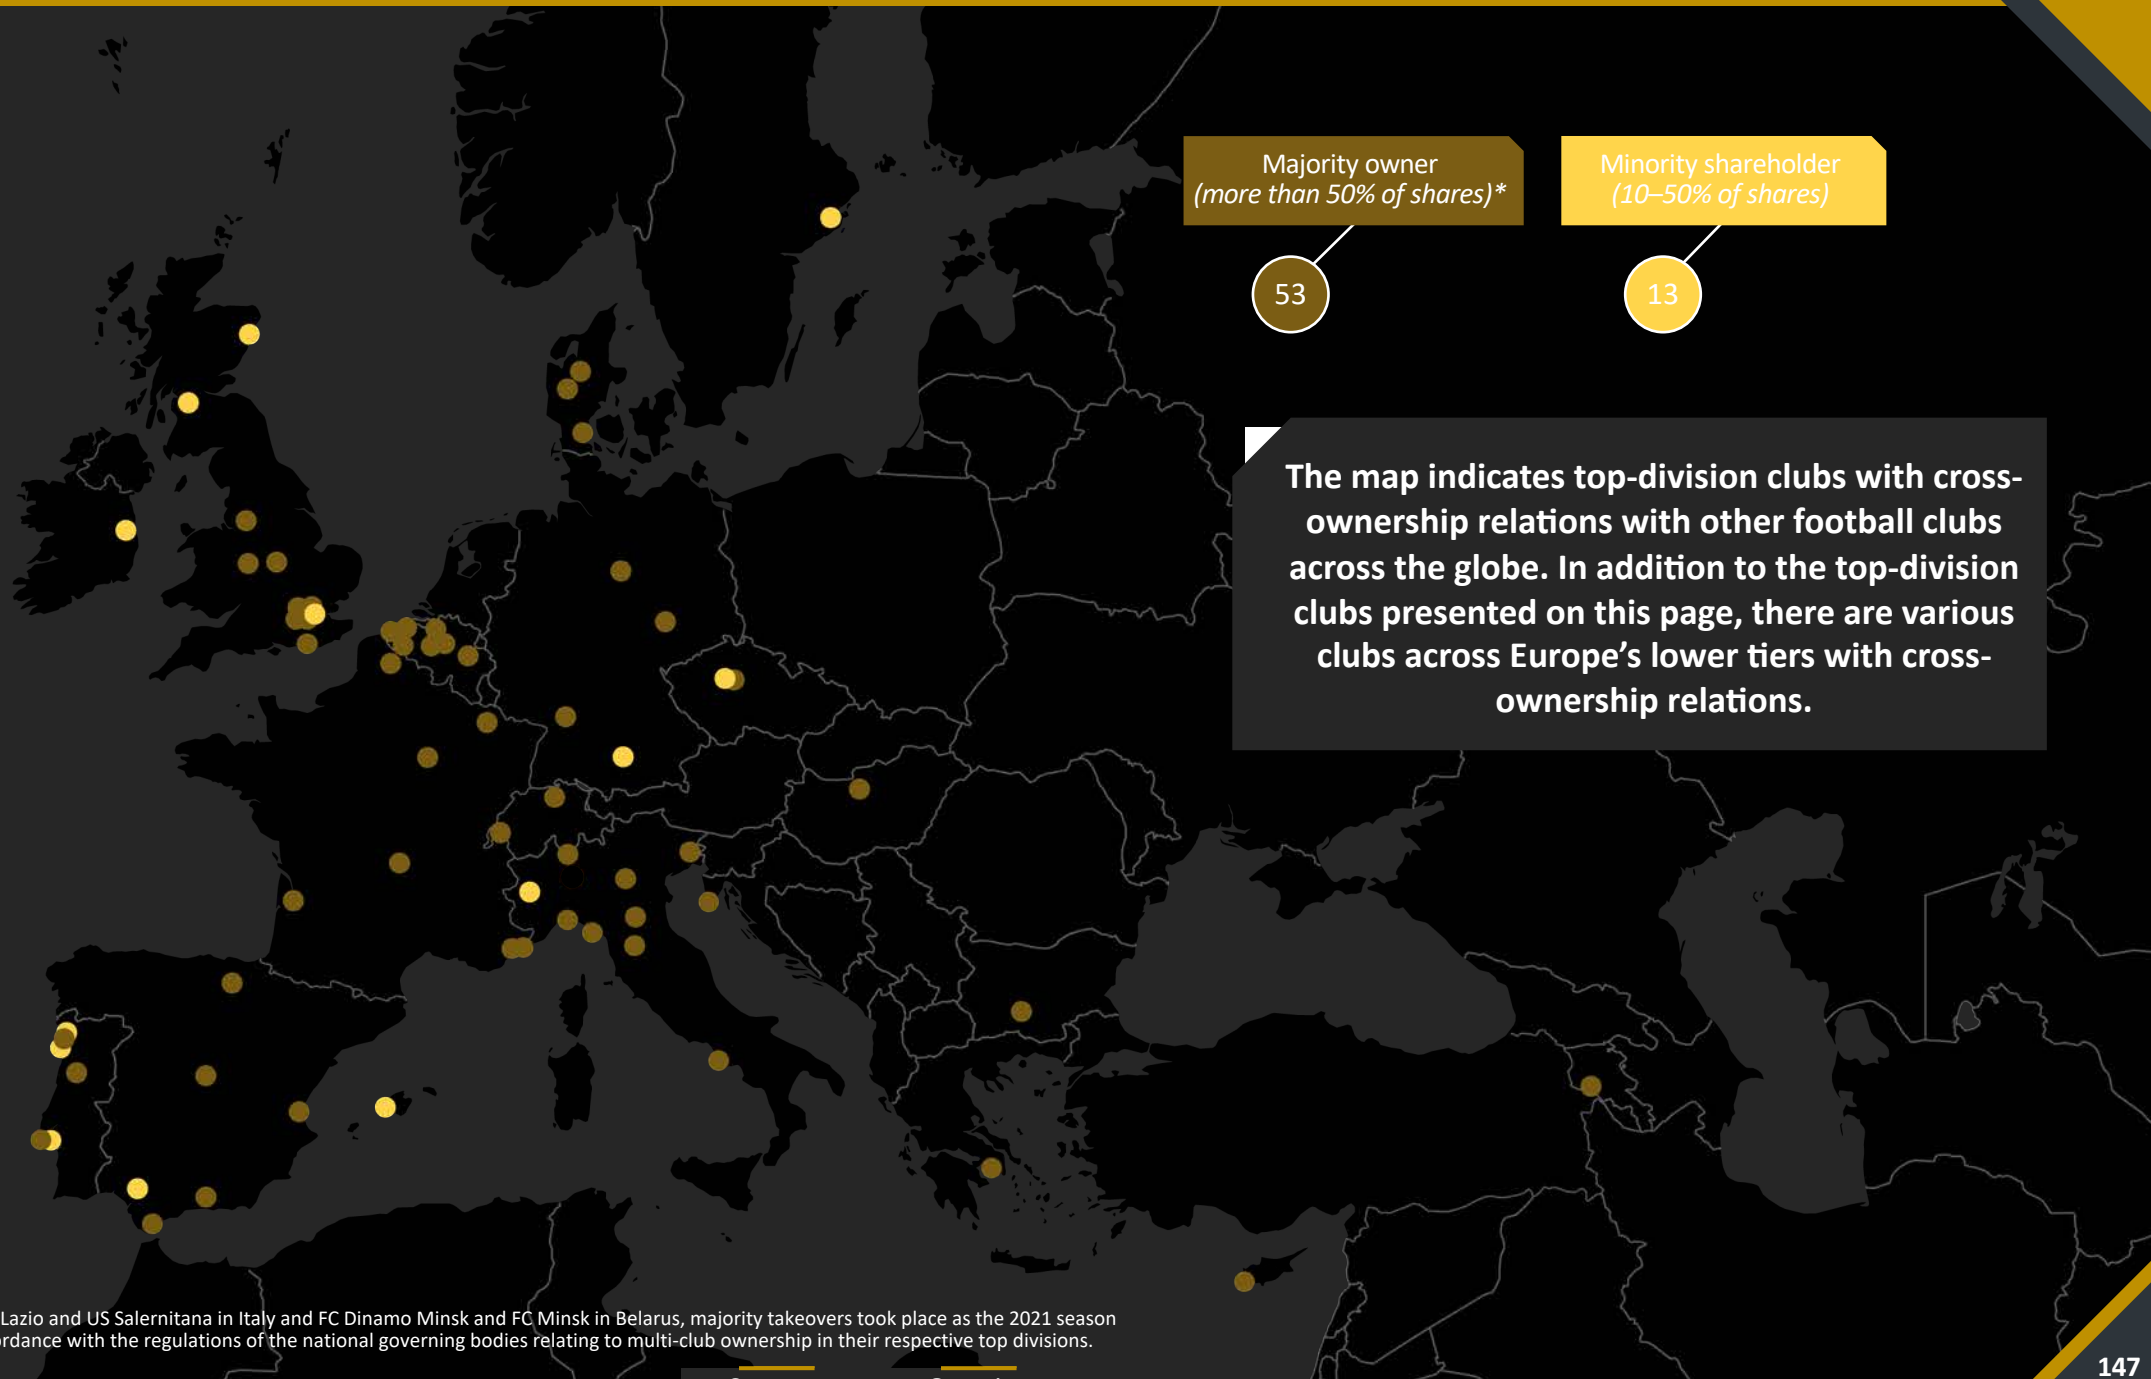 Majority owner
(more than 50% of shares)*
Minority shareholder
(10–50% of shares)
53
13
The map indicates top-division clubs with cross-
ownership relations with other football clubs
across the globe. In addition to the top-division
clubs presented on this page, there are various
clubs across Europe’s lower tiers with cross-
ownership relations.
Lazio and US Salernitana in Italy and FC Dinamo Minsk and FC Minsk in Belarus, majority takeovers took place as the 2021 season
rdance with the regulations of the national governing bodies relating to multi-club ownership in their respective top divisions.
147